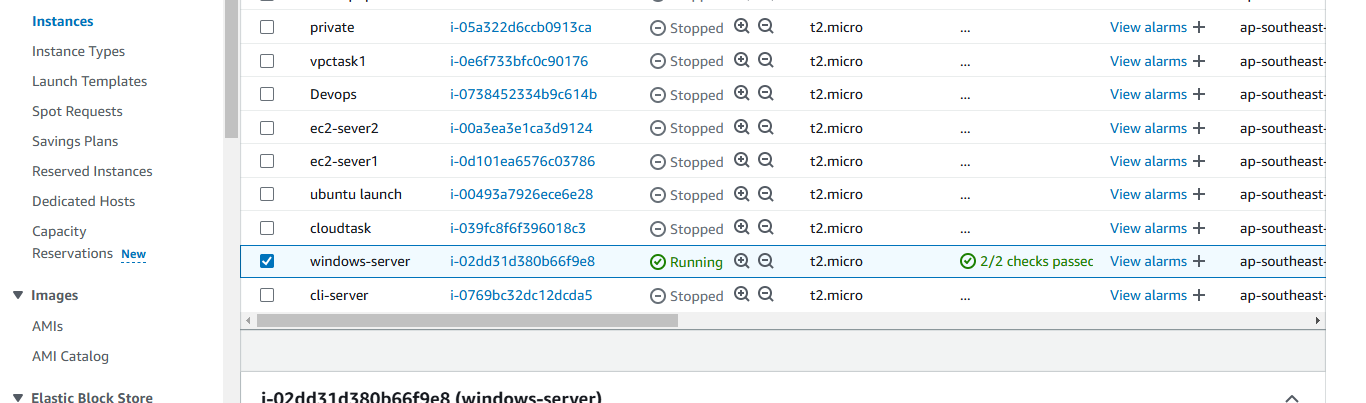 Instances
Instance Types
Launch Templates
Spot Requests
Savings Plans
Reserved Instances
Dedicated Hosts
Capacity
Reservations New
Images
AMIs
AMI Catalog
Elastic Block Store
private i-05a322d6ccb0913ca Stopped t2.micro ... View alarms + ap-southeast-
vpctask1 i-0e6f733bfc0c90176 Stopped t2.micro ... View alarms + ap-southeast-
Devops i-0738452334b9c614b Stopped t2.micro ... View alarms + ap-southeast-
ec2-sever2 i-00a3ea3e1ca3d9124 Stopped t2.micro ... View alarms + ap-southeast-
ec2-sever1 i-0d101ea6576c03786 Stopped t2.micro ... View alarms + ap-southeast-
ubuntu launch i-00493a7926ece6e28 Stopped t2.micro ... View alarms + ap-southeast-
cloudtask i-039fc8f6f396018c3 Stopped t2.micro ... View alarms + ap-southeast-
windows-server i-02dd31d380b66f9e8 Running t2.micro 2/2 checks passec View alarms + ap-southeast-
cli-server i-0769bc32dc12dcda5 Stopped t2.micro ... View alarms + ap-southeast-
i-02dd31d380b66f9e8 (windows-server)